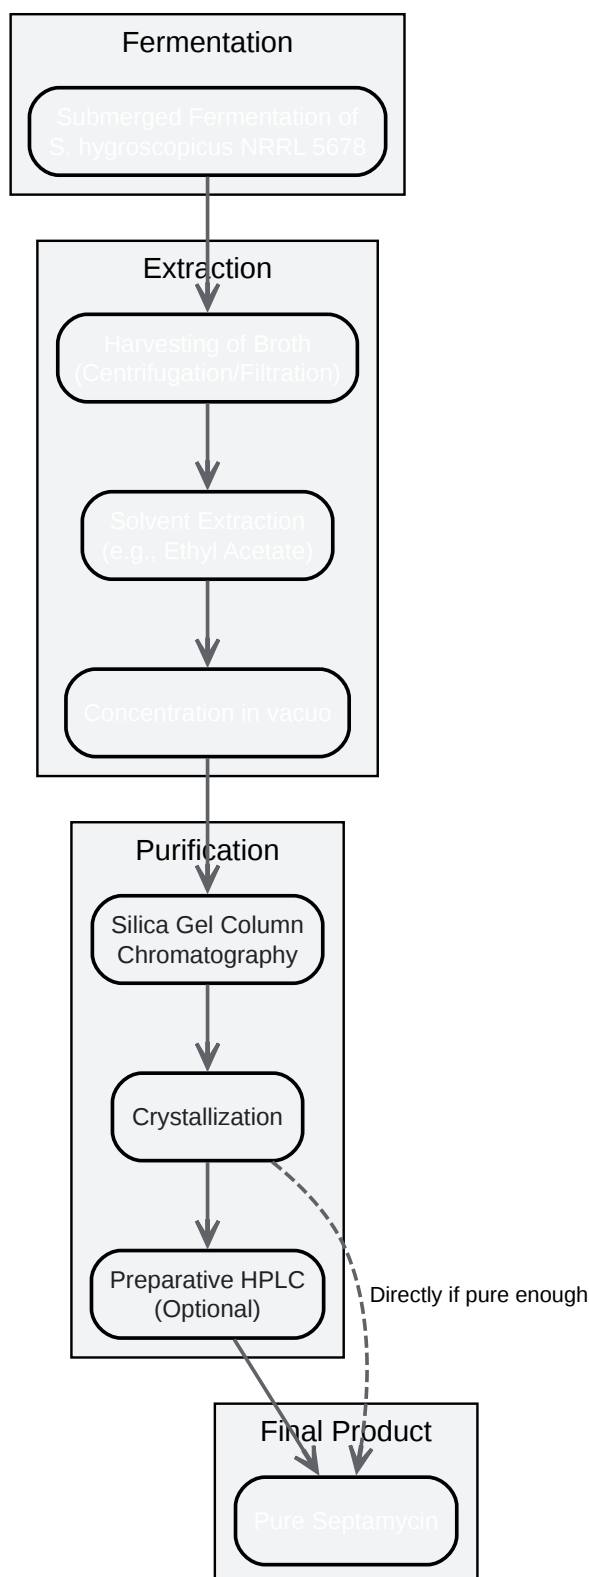 Fermentation
Submerged Fermentation of
S. hygroscopicus NRRL 5678
Extraction
Harvesting of Broth
(Centrifugation/Filtration)
Solvent Extraction
(e.g., Ethyl Acetate)
Concentration in vacuo
Purification
Silica Gel Column
Chromatography
Crystallization
Preparative HPLC
(Optional)
Directly if pure enough
Final Product
Pure Septamycin